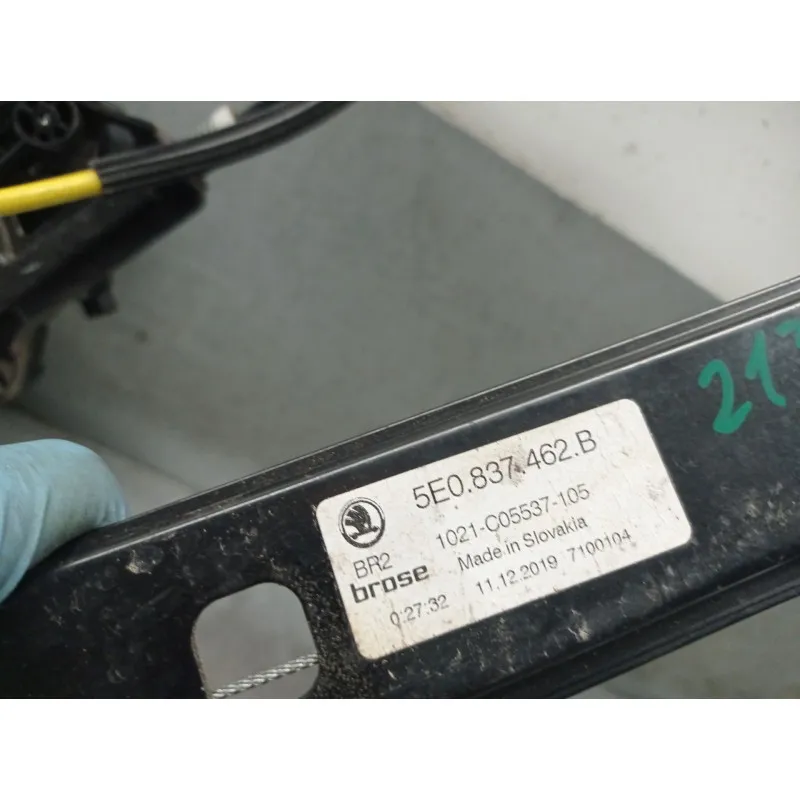 5E0.837.462.B
1021-C05537-105
BR2
Made in Slovakia
brose
0:27:32 11.12.2019 7100104